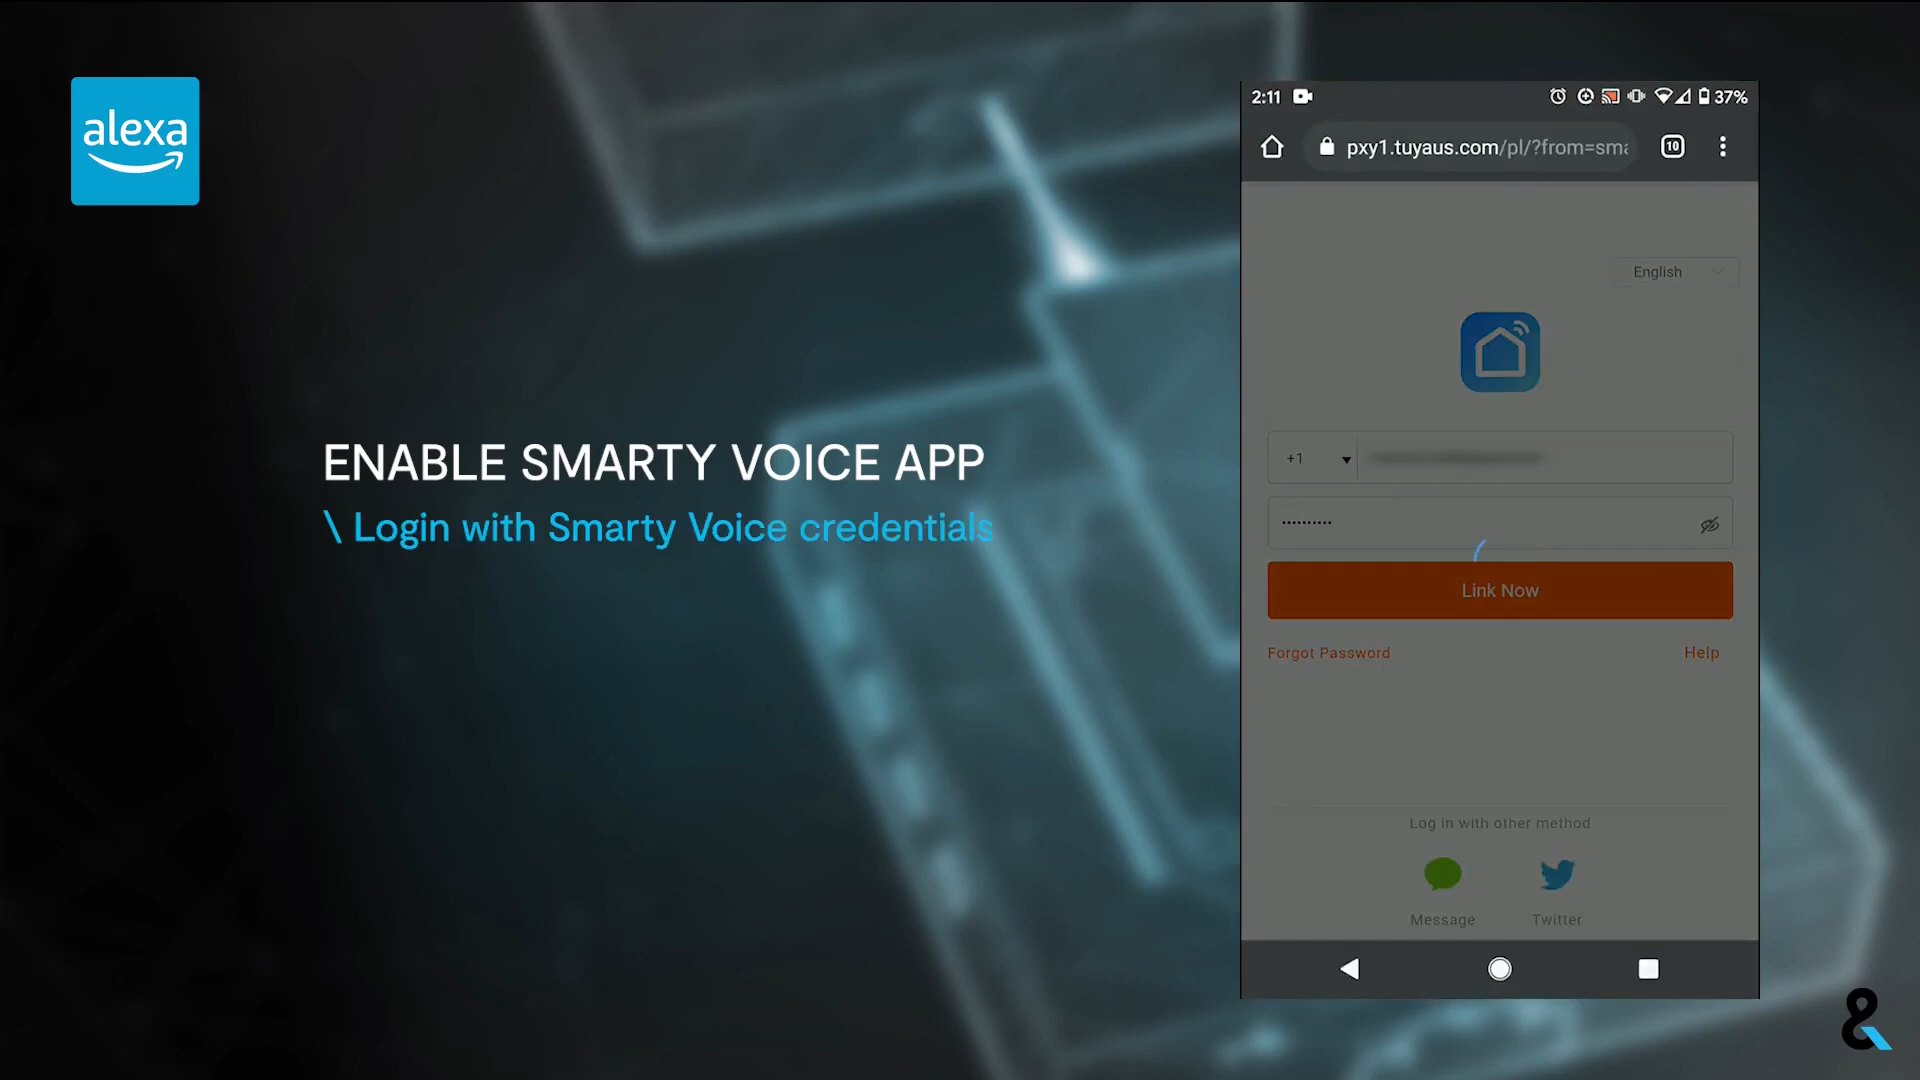 alexa
ENABLE SMARTY VOICE APP
\ Login with Smarty Voice credentials
2:11
37%
pxy1.tuyaus.com/pl/?from=sma
10
English
+1
••••••••••
Link Now
Forgot Password
Help
Log in with other method
Message
Twitter
&